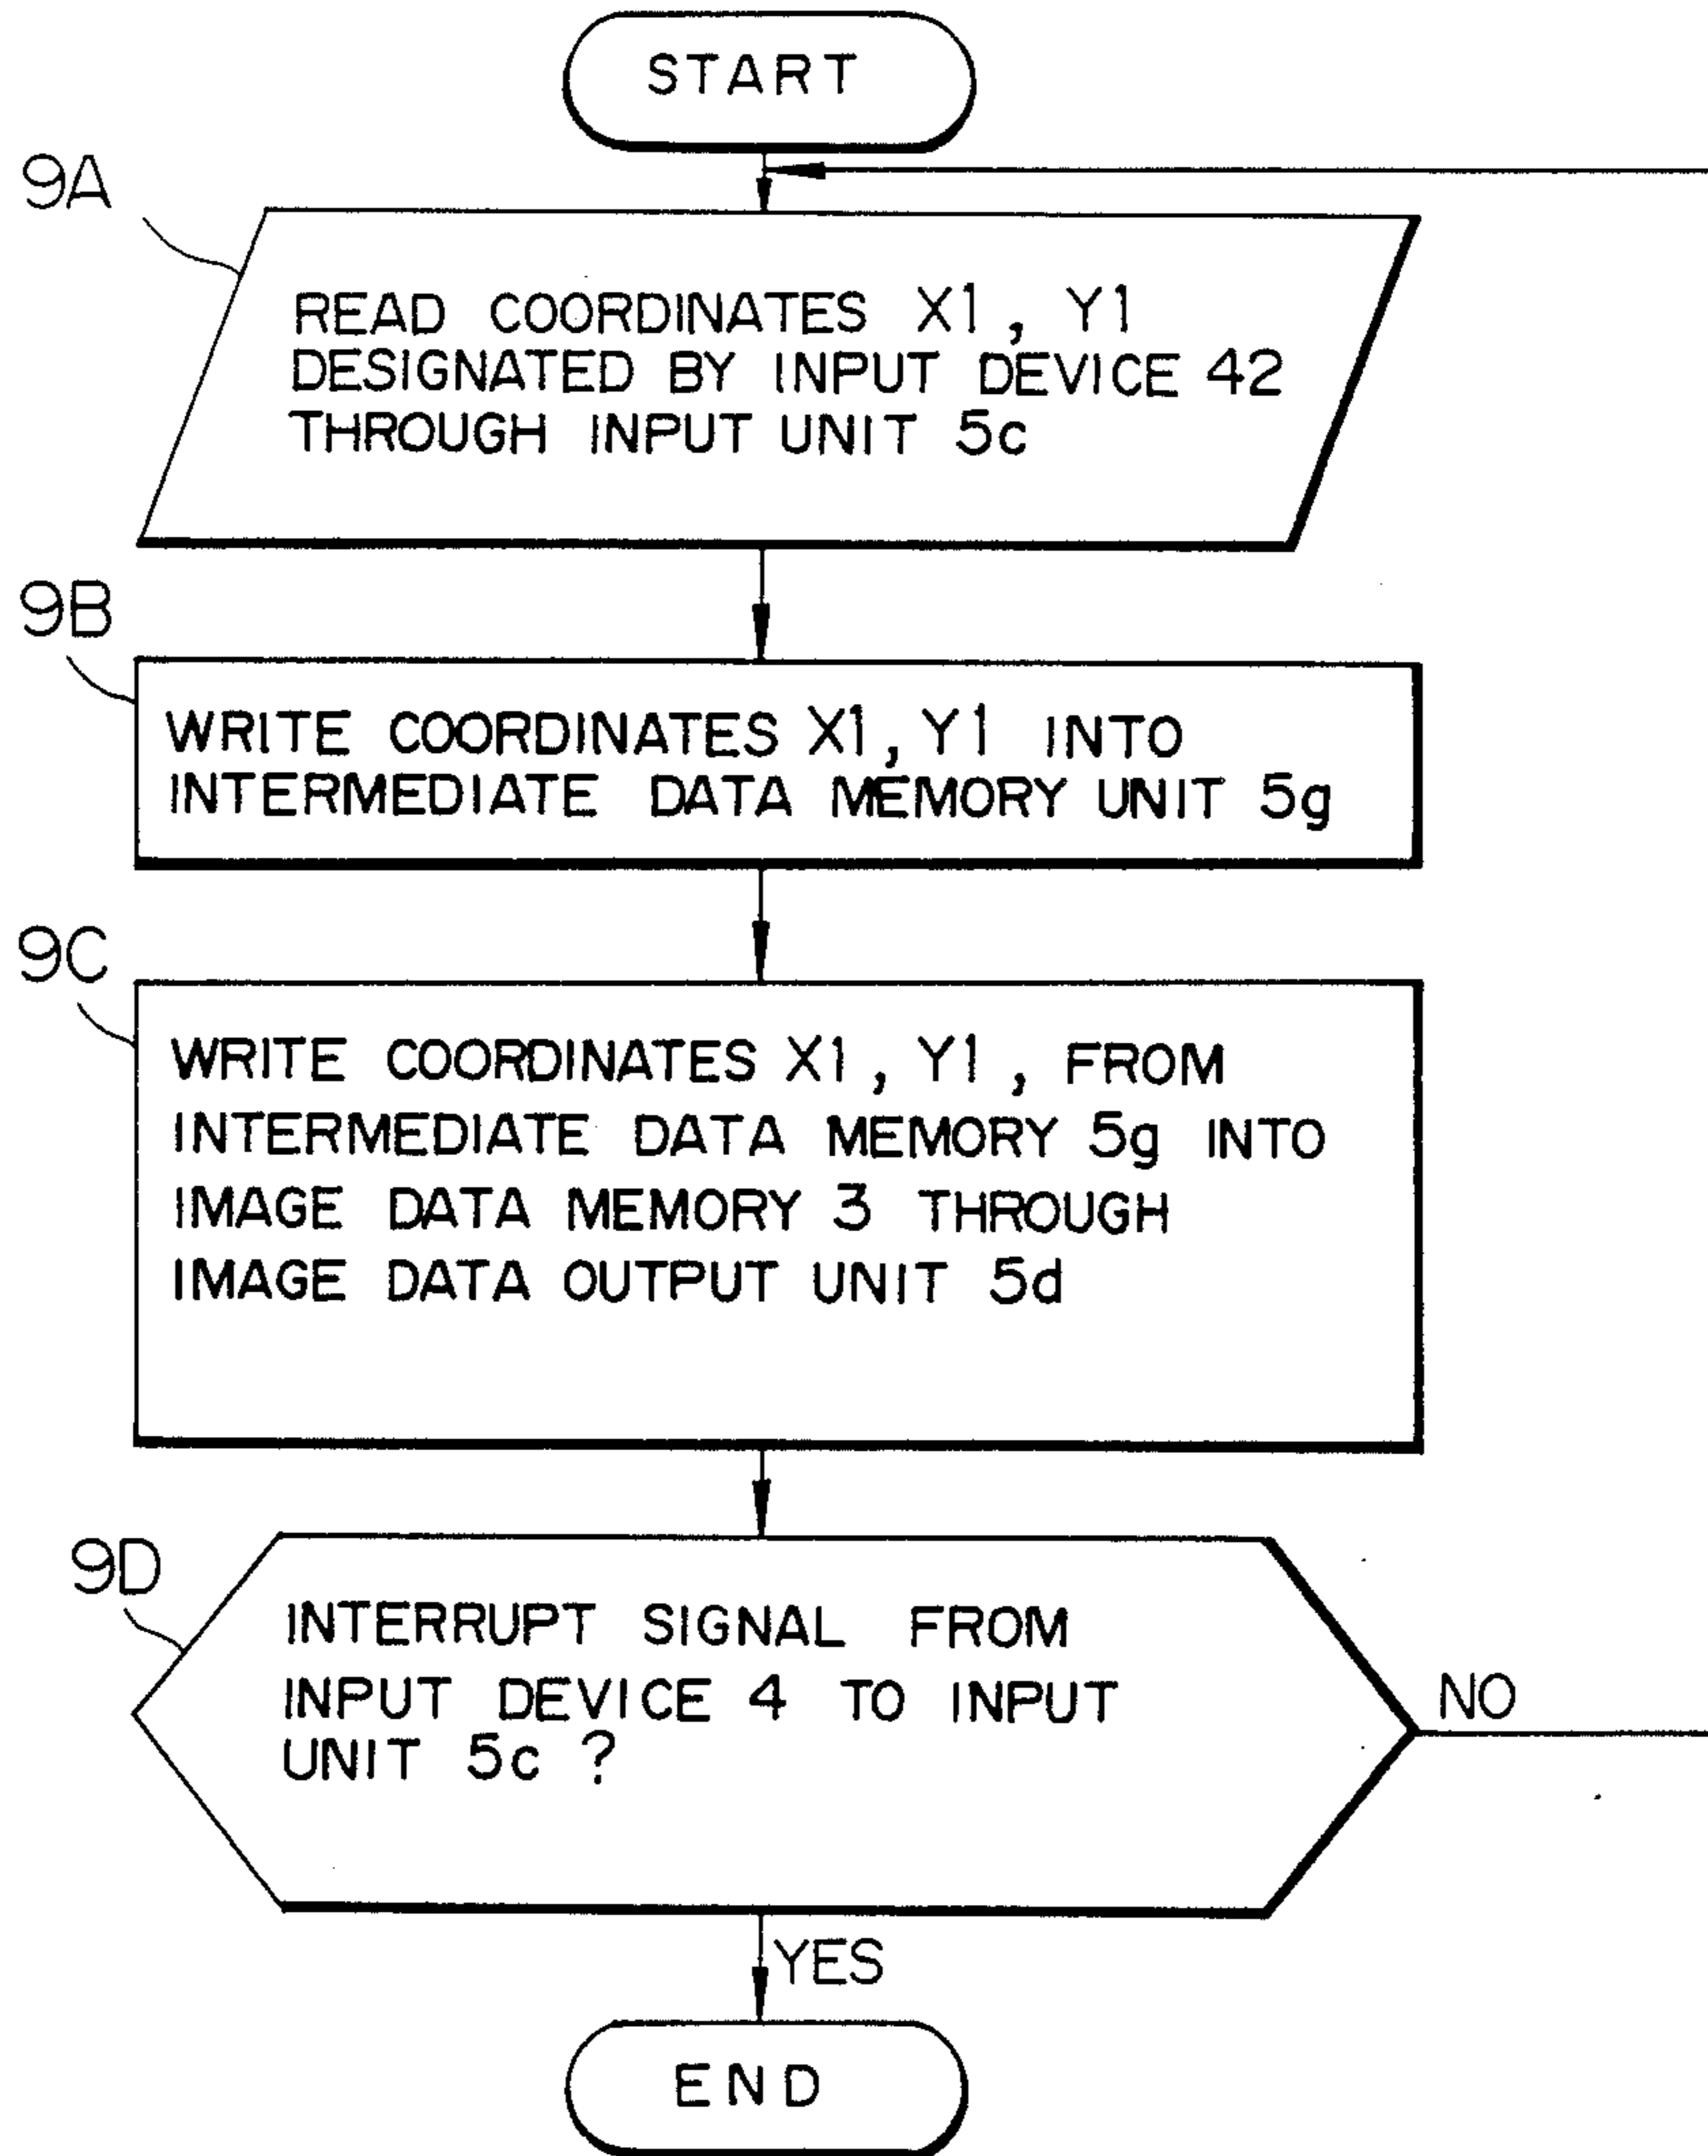 START
9A
READ COORDINATES X1, Y1
DESIGNATED BY INPUT DEVICE 42
THROUGH INPUT UNIT 5c
9B
WRITE COORDINATES X1, Y1 INTO
INTERMEDIATE DATA MEMORY UNIT 5g
9C
WRITE COORDINATES X1, Y1, FROM
INTERMEDIATE DATA MEMORY 5g INTO
IMAGE DATA MEMORY 3 THROUGH
IMAGE DATA OUTPUT UNIT 5d
9D
INTERRUPT SIGNAL FROM
INPUT DEVICE 4 TO INPUT
UNIT 5c ?
NO
YES
END